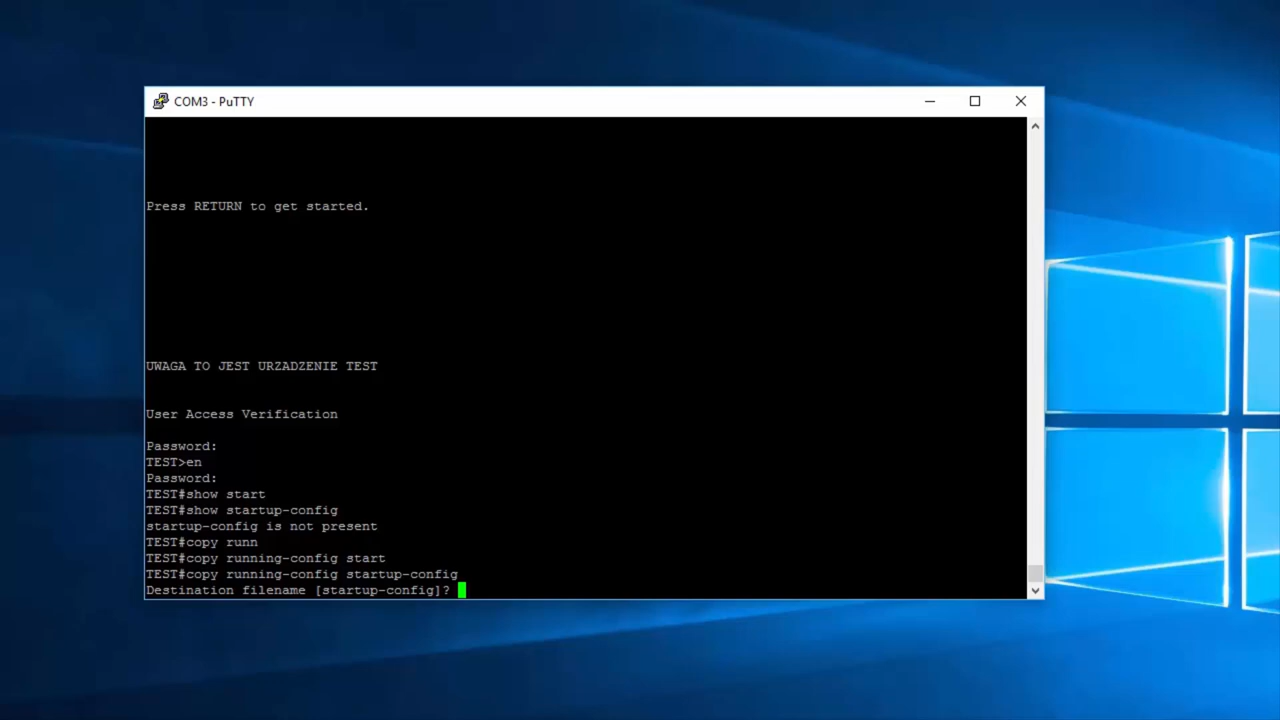 COM3 - PuTTY
Press RETURN to get started.
UWAGA TO JEST URZADZENIE TEST
User Access Verification
Password:
TEST>en
Password:
TEST#show start
TEST#show startup-config
startup-config is not present
TEST#copy runn
TEST#copy running-config start
TEST#copy running-config startup-config
Destination filename [startup-config]?